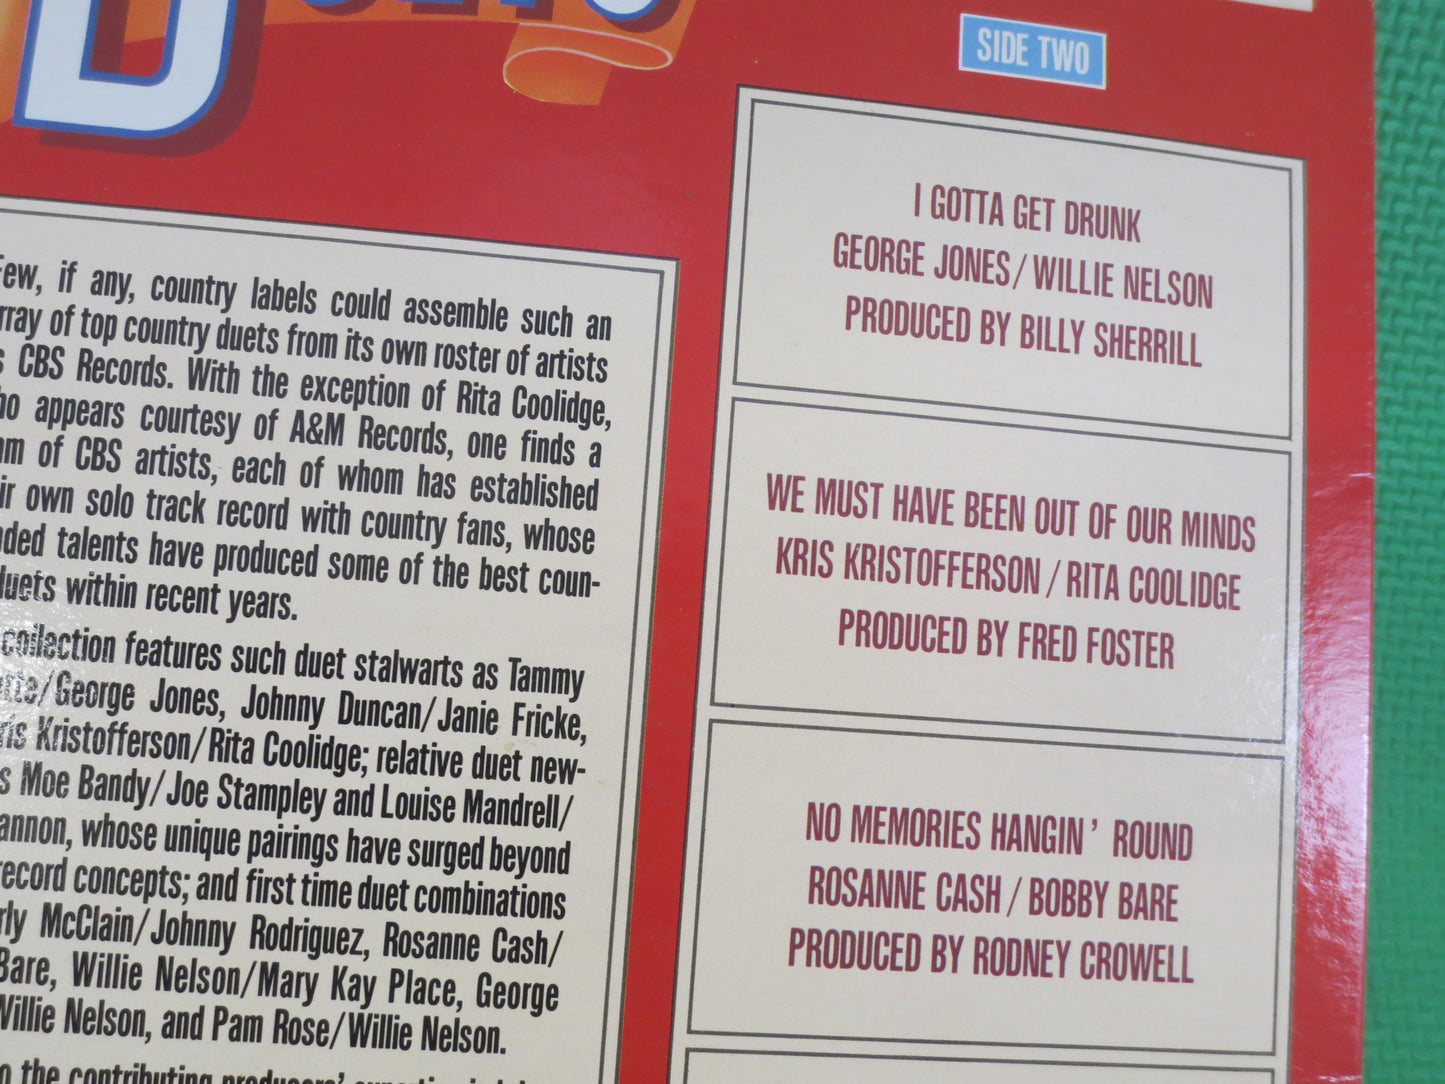 SIDE TWO
Few, if any, country labels could assemble such an
of top country duets from its own roster of artists
CBS Records. With the exception of Rita Coolidge,
appears courtesy of A&M Records, one finds a
of CBS artists, each of whom has established
own solo track record with country fans, whose
talents have produced some of the best coun-
duets within recent years.
collection features such duet stalwarts as Tammy
/George Jones, Johnny Duncan/Janie Fricke,
Kristofferson/Rita Coolidge; relative duet new-
Moe Bandy/Joe Stampley and Louise Mandrell/
whose unique pairings have surged beyond
record concepts; and first time duet combinations
McClain/Johnny Rodriguez, Rosanne Cash/
Bare, Willie Nelson/Mary Kay Place, George
Willie Nelson, and Pam Rose/Willie Nelson.
the contributing producers'
I GOTTA GET DRUNK
GEORGE JONES/WILLIE NELSON
PRODUCED BY BILLY SHERRILL
WE MUST HAVE BEEN OUT OF OUR MINDS
KRIS KRISTOFFERSON/RITA COOLIDGE
PRODUCED BY FRED FOSTER
NO MEMORIES HANGIN' ROUND
ROSANNE CASH/BOBBY BARE
PRODUCED BY RODNEY CROWELL